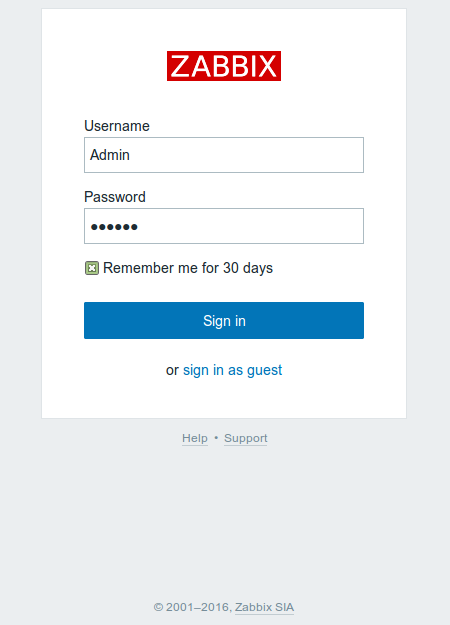 ZABBIX
Username
Admin
Password
●●●●●●
Remember me for 30 days
Sign in
or sign in as guest
Help • Support
© 2001–2016, Zabbix SIA